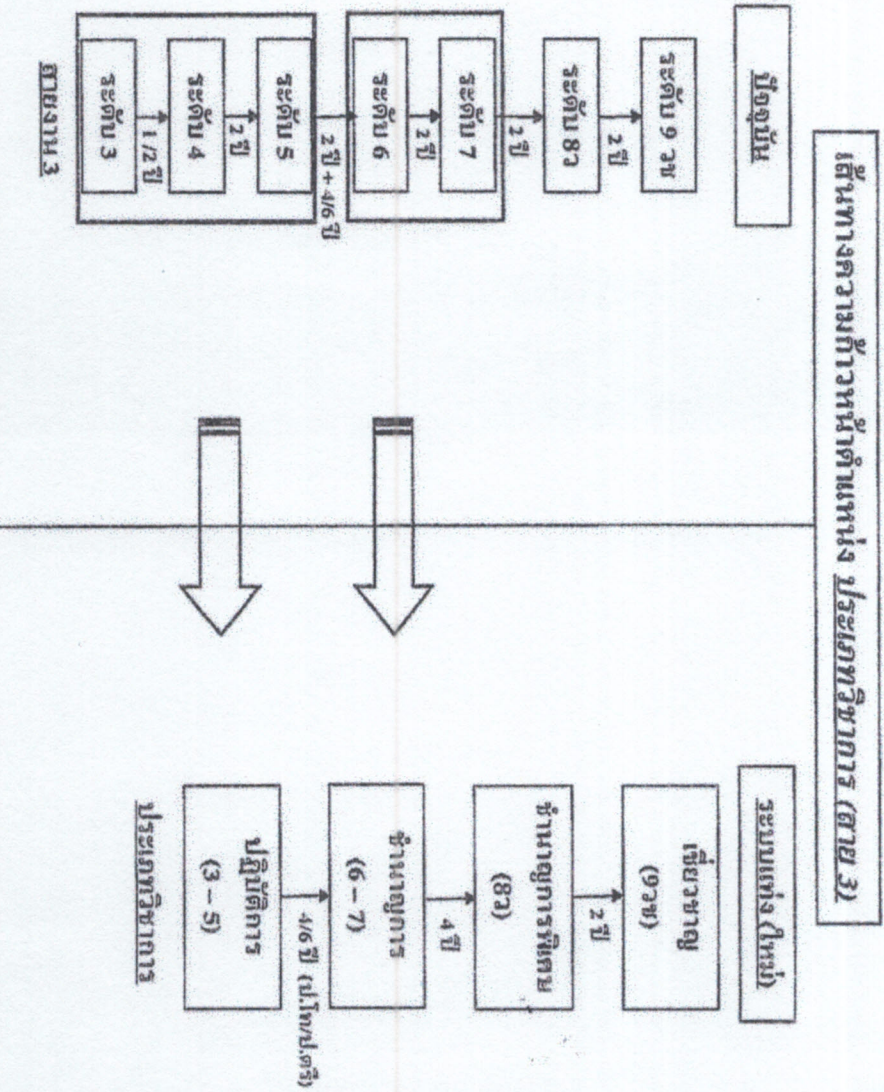 เส้นทางความก้าวหน้าตำแหน่ง ประเภทวิชาการ (สาย 3)
ปัจจุบัน
ระดับ 9 วช
2 ปี
ระดับ 8ว
2 ปี
ระดับ 7
2 ปี
ระดับ 6
2 ปี + 4/6 ปี
ระดับ 5
2 ปี
ระดับ 4
1 /2 ปี
ระดับ 3
สายงาน 3
ระบบแท่ง (ใหม่)
เชี่ยวชาญ
(9วช)
2 ปี
ชำนาญการพิเศษ
(8ว)
4 ปี
ชำนาญการ
(6 – 7)
4/6 ปี (ป.โท/ป.ตรี)
ปฏิบัติการ
(3 – 5)
ประเภทวิชาการ